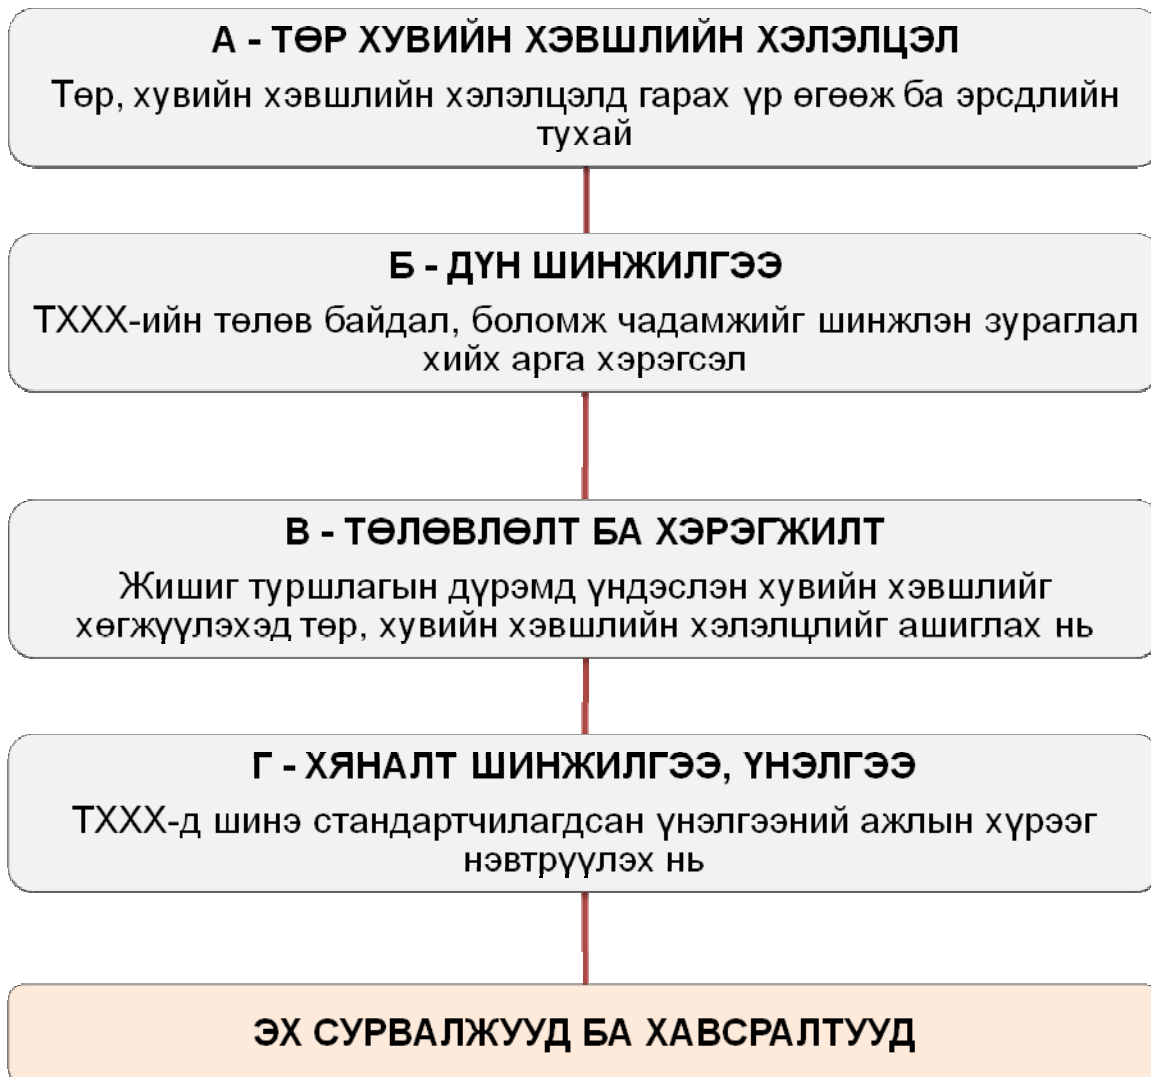 А - ТӨР ХУВИЙН ХЭВШЛИЙН ХЭЛЭЛЦЭЛ
Төр, хувийн хэвшлийн хэлэлцэлд гарах үр өгөөж ба эрсдлийн
тухай
Б - ДҮН ШИНЖИЛГЭЭ
ТХХХ-ийн төлөв байдал, боломж чадамжийг шинжлэн зураглал
хийх арга хэрэгсэл
В - ТӨЛӨВЛӨЛТ БА ХЭРЭГЖИЛТ
Жишиг туршлагын дүрэмд үндэслэн хувийн хэвшлийг
хөгжүүлэхэд төр, хувийн хэвшлийн хэлэлцлийг ашиглах нь
Г - ХЯНАЛТ ШИНЖИЛГЭЭ, ҮНЭЛГЭЭ
ТХХХ-д шинэ стандартчилагдсан үнэлгээний ажлын хүрээг
нэвтрүүлэх нь
ЭХ СУРВАЛЖУУД БА ХАВСРАЛТУУД